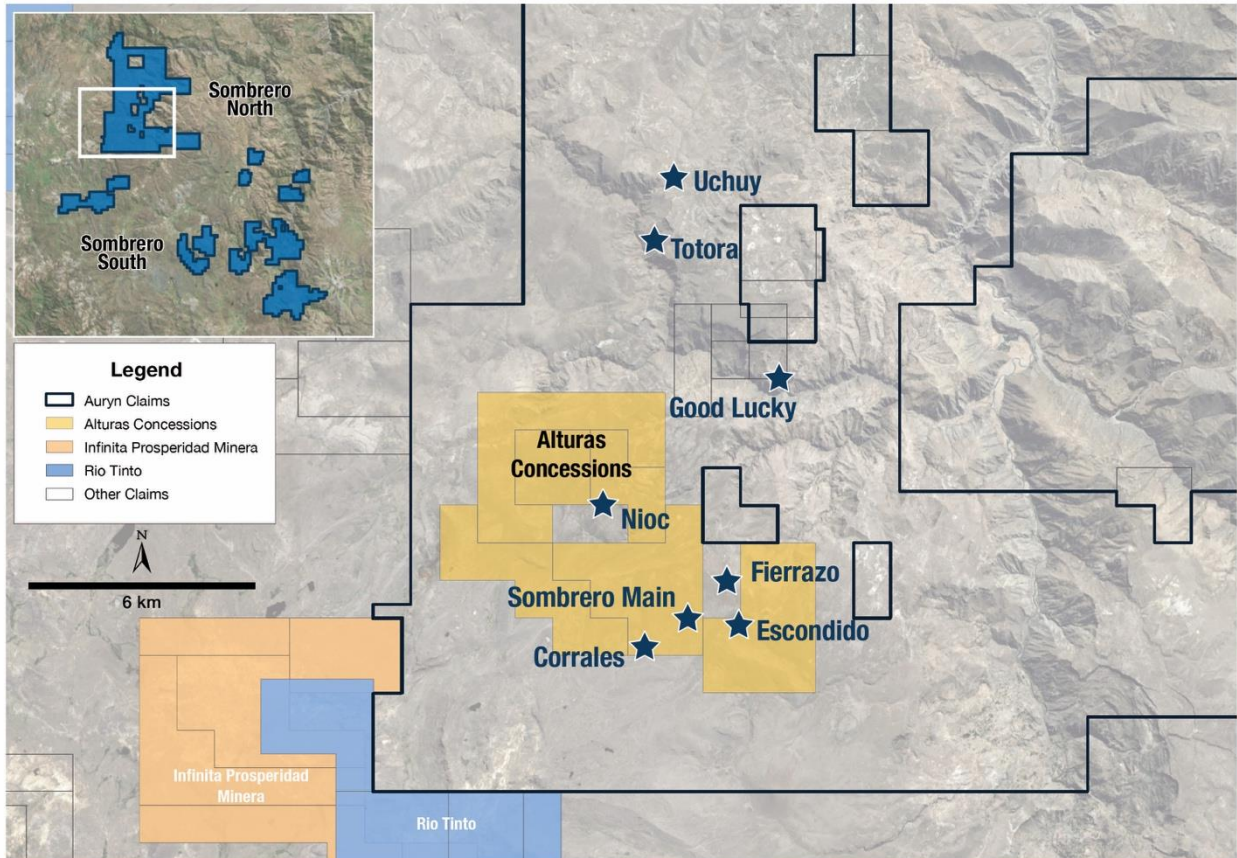 Sombrero
North
Sombrero
South
Uchuy
Totora
Good Lucky
Legend
Auryn Claims
Alturas Concessions
Infinita Prosperidad Minera
Rio Tinto
Other Claims
N
6 km
Alturas
Concessions
Nioc
Fierrazo
Sombrero Main
Escondido
Corrales
Infinita Prosperidad
Minera
Rio Tinto